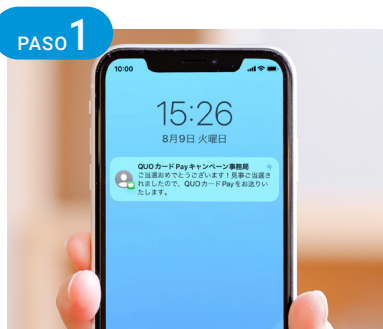 PASO 1
10:00
15:26
8月9日 火曜日
QUOカードPayキャンペーン事務局
ご当選おめでとうございます！見事ご当選さ
れましたので、QUOカードPayをお送りい
たします。